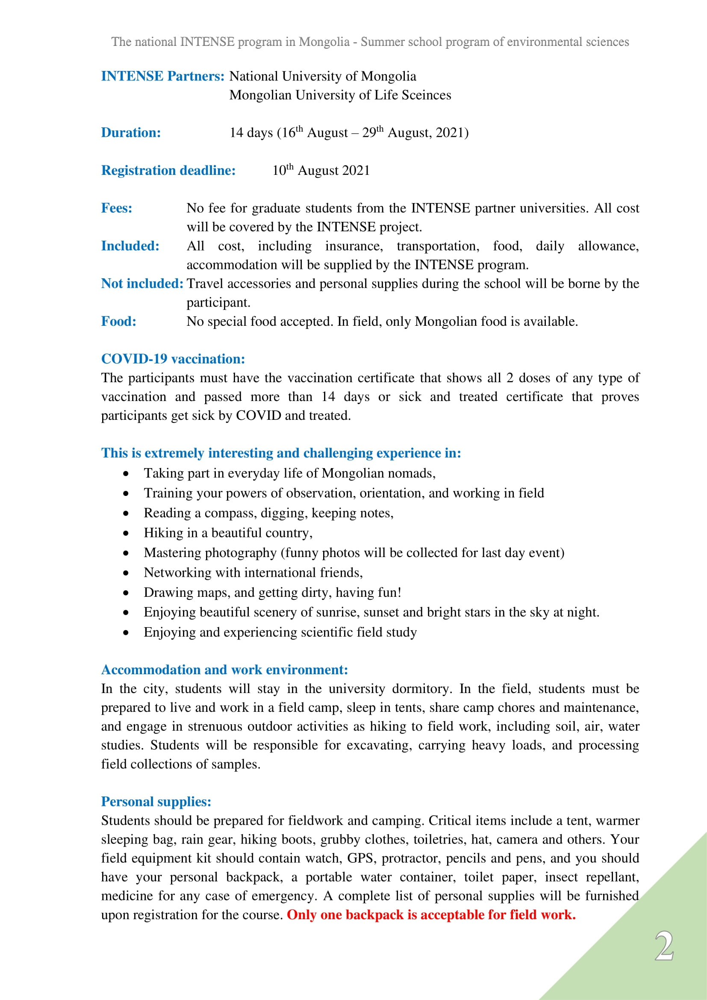 The national INTENSE program in Mongolia - Summer school program of environmental sciences
INTENSE Partners: National University of Mongolia
Mongolian University of Life Sceinces
Duration: 14 days (16th August – 29th August, 2021)
Registration deadline: 10th August 2021
Fees: No fee for graduate students from the INTENSE partner universities. All cost
will be covered by the INTENSE project.
Included: All cost, including insurance, transportation, food, daily allowance,
accommodation will be supplied by the INTENSE program.
Not included: Travel accessories and personal supplies during the school will be borne by the
participant.
Food: No special food accepted. In field, only Mongolian food is available.
COVID-19 vaccination:
The participants must have the vaccination certificate that shows all 2 doses of any type of
vaccination and passed more than 14 days or sick and treated certificate that proves
participants get sick by COVID and treated.
This is extremely interesting and challenging experience in:
• Taking part in everyday life of Mongolian nomads,
• Training your powers of observation, orientation, and working in field
• Reading a compass, digging, keeping notes,
• Hiking in a beautiful country,
• Mastering photography (funny photos will be collected for last day event)
• Networking with international friends,
• Drawing maps, and getting dirty, having fun!
• Enjoying beautiful scenery of sunrise, sunset and bright stars in the sky at night.
• Enjoying and experiencing scientific field study
Accommodation and work environment:
In the city, students will stay in the university dormitory. In the field, students must be
prepared to live and work in a field camp, sleep in tents, share camp chores and maintenance,
and engage in strenuous outdoor activities as hiking to field work, including soil, air, water
studies. Students will be responsible for excavating, carrying heavy loads, and processing
field collections of samples.
Personal supplies:
Students should be prepared for fieldwork and camping. Critical items include a tent, warmer
sleeping bag, rain gear, hiking boots, grubby clothes, toiletries, hat, camera and others. Your
field equipment kit should contain watch, GPS, protractor, pencils and pens, and you should
have your personal backpack, a portable water container, toilet paper, insect repellant,
medicine for any case of emergency. A complete list of personal supplies will be furnished
upon registration for the course. Only one backpack is acceptable for field work.
2